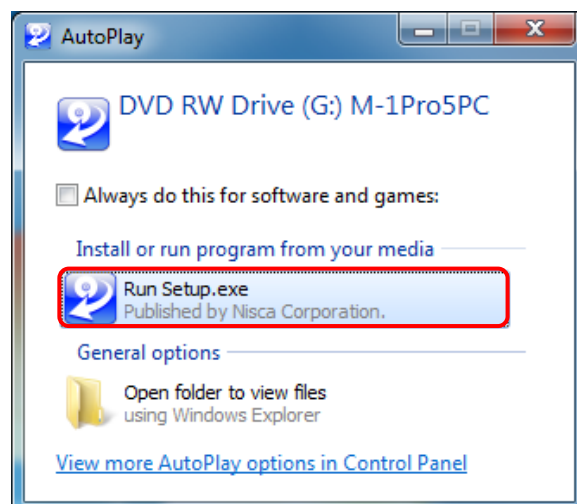 AutoPlay
DVD RW Drive (G:) M-1Pro5PC
Always do this for software and games:
Install or run program from your media
Run Setup.exe
Published by Nisca Corporation.
General options
Open folder to view files
using Windows Explorer
View more AutoPlay options in Control Panel